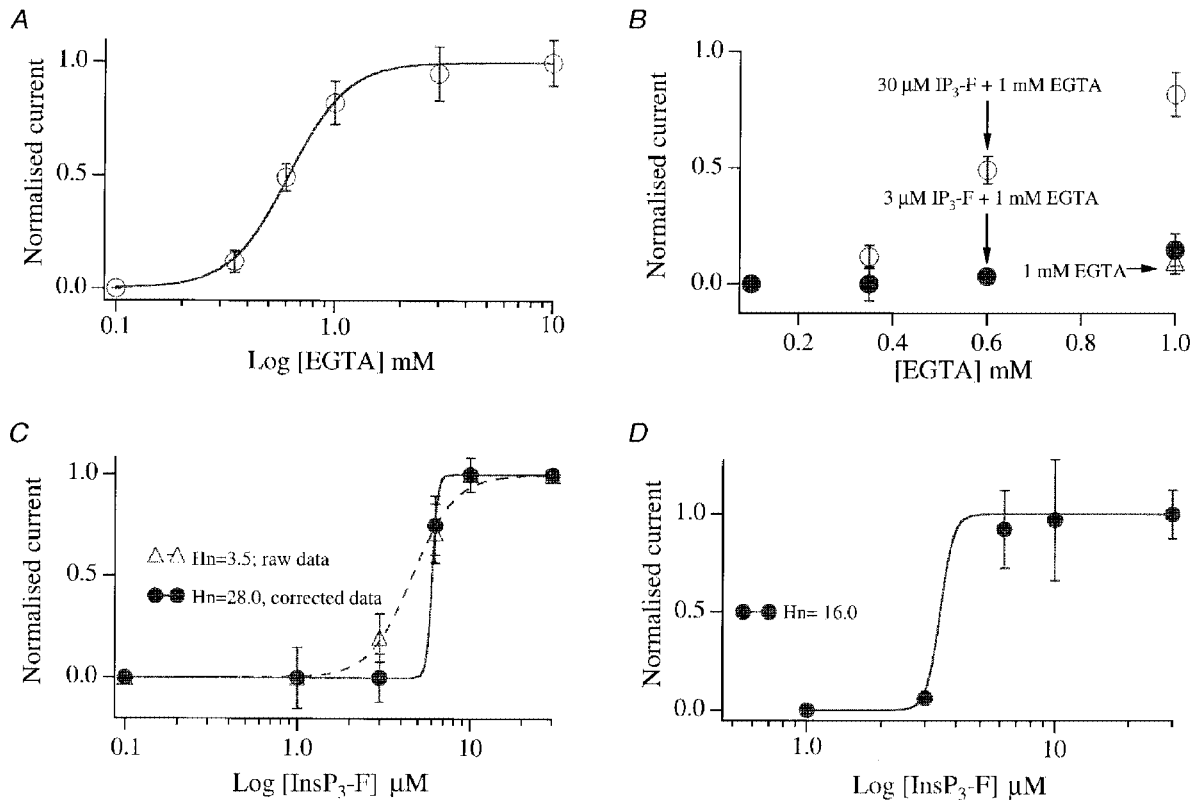 A
Normalised current
1.0
0.5
0.0
0.1
1.0
10
Log [EGTA] mM
B
Normalised current
1.0
0.5
0.0
30 µM IP₃-F + 1 mM EGTA
3 µM IP₃-F + 1 mM EGTA
1 mM EGTA
0.2
0.4
0.6
0.8
1.0
[EGTA] mM
C
Normalised current
1.0
0.5
0.0
Hn=3.5; raw data
Hn=28.0, corrected data
0.1
1.0
10
Log [InsP₃-F] µM
D
Normalised current
1.0
0.5
0.0
Hn= 16.0
1.0
10
Log [InsP₃-F] µM